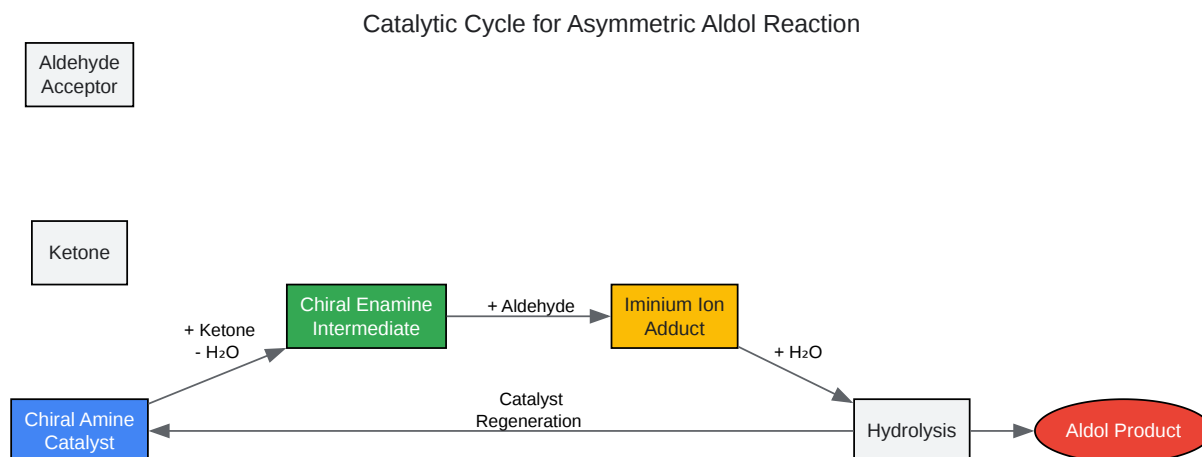 Catalytic Cycle for Asymmetric Aldol Reaction
Aldehyde
Acceptor
Ketone
+ Ketone
- H₂O
Chiral Enamine
Intermediate
+ Aldehyde
Iminium Ion
Adduct
+ H₂O
Chiral Amine
Catalyst
Catalyst
Regeneration
Hydrolysis
Aldol Product